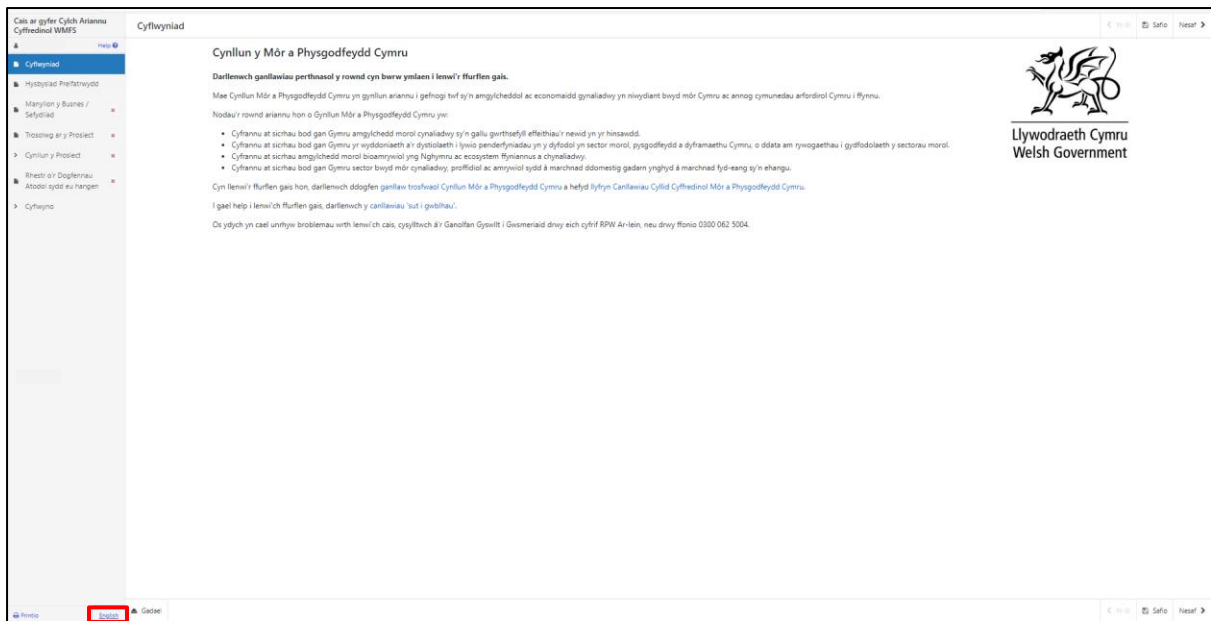 Cais ar gyfer Cylch Ariannu
Cyffredinol WMFS
Help
Cyflwyniad
Hysbysiad Preifatrwydd
Manylion y Busnes /
Sefydliad
Trosolwg ar y Prosiect
Cynllun y Prosiect
Rhestr o'r Dogfennau
Atodol sydd eu hangen
Cyflwyno
Printio
English
Cyflwyniad
Safio
Nesaf
Cynllun y Môr a Physgodfeydd Cymru
Darllenwch ganllawiau perthnasol y rownd cyn bwrw ymlaen i lenwi'r ffurflen gais.
Mae Cynllun Môr a Physgodfeydd Cymru yn gynllun ariannu i gefnogi twf sy'n amgylcheddol ac economaidd gynaliadwy yn niwydiant bwyd môr Cymru ac annog cymunedau arfordirol Cymru i ffynnu.
Nodau'r rownd ariannu hon o Gynllun Môr a Physgodfeydd Cymru yw:
• Cyfrannu at sicrhau bod gan Gymru amgylchedd morol cynaliadwy sy'n gallu gwrthsefyll effeithiau'r newid yn yr hinsawdd.
• Cyfrannu at sicrhau bod gan Gymru yr wyddoniaeth a'r dystiolaeth i lywio penderfyniadau yn y dyfodol yn sector morol, pysgodfeydd a dyframaethu Cymru, o ddata am rywogaethau i gydfodolaeth y sectorau morol.
• Cyfrannu at sicrhau amgylchedd morol bioamrywiol yng Nghymru ac ecosystem ffyniannus a chynaliadwy.
• Cyfrannu at sicrhau bod gan Gymru sector bwyd môr cynaliadwy, proffidiol ac amrywiol sydd â marchnad ddomestig gadarn ynghyd â marchnad fyd-eang sy'n ehangu.
Cyn llenwi'r ffurflen gais hon, darllenwch ddogfen ganllaw trosfwaol Cynllun Môr a Physgodfeydd Cymru a hefyd llyfryn Canllawiau Cyllid Cyffredinol Môr a Physgodfeydd Cymru.
I gael help i lenwi'ch ffurflen gais, darllenwch y canllawiau 'sut i gwblhau'.
Os ydych yn cael unrhyw broblemau wrth lenwi'ch cais, cysylltwch â'r Ganolfan Gyswllt i Gwsmeriaid drwy eich cyfrif RPW Ar-lein, neu drwy ffonio 0300 062 5004.
Llywodraeth Cymru
Welsh Government
Gadael
Safio
Nesaf